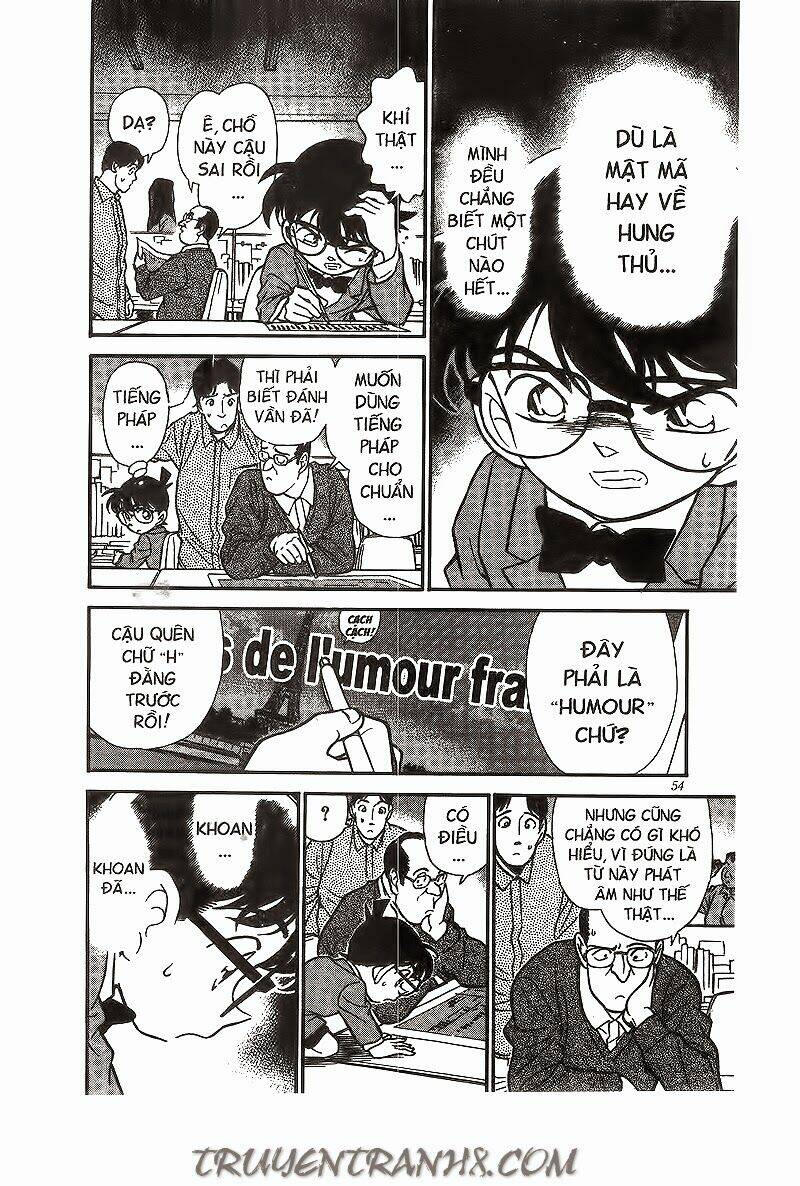 DÙ LÀ
MẬT MÃ
HAY VỀ
HUNG
THỦ...
MÌNH
ĐỀU
CHẲNG
BIẾT MỘT
CHÚT
NÀO
HẾT...
KHỈ
THẬT
...
Ê, CHỖ
NÀY CẬU
SAI RỒI
...
DẠ?
MUỐN
DÙNG
TIẾNG
PHÁP
CHO
CHUẨN
...
THÌ PHẢI
BIẾT ĐÁNH
VẦN ĐÃ!
TIẾNG
PHÁP
...
ĐÂY
PHẢI LÀ
“HUMOUR”
CHỨ?
CẠCH
CẠCH!
s de l'umour fra
CẬU QUÊN
CHỮ “H”
ĐẰNG
TRƯỚC
RỒI!
54
NHƯNG CŨNG
CHẲNG CÓ GÌ KHÓ
HIỂU, VÌ ĐÚNG LÀ
TỪ NÀY PHÁT
ÂM NHƯ THẾ
THẬT...
CÓ
ĐIỀU
...
?
KHOAN
...
KHOAN
ĐÃ...
TRUYENTRANH8.COM